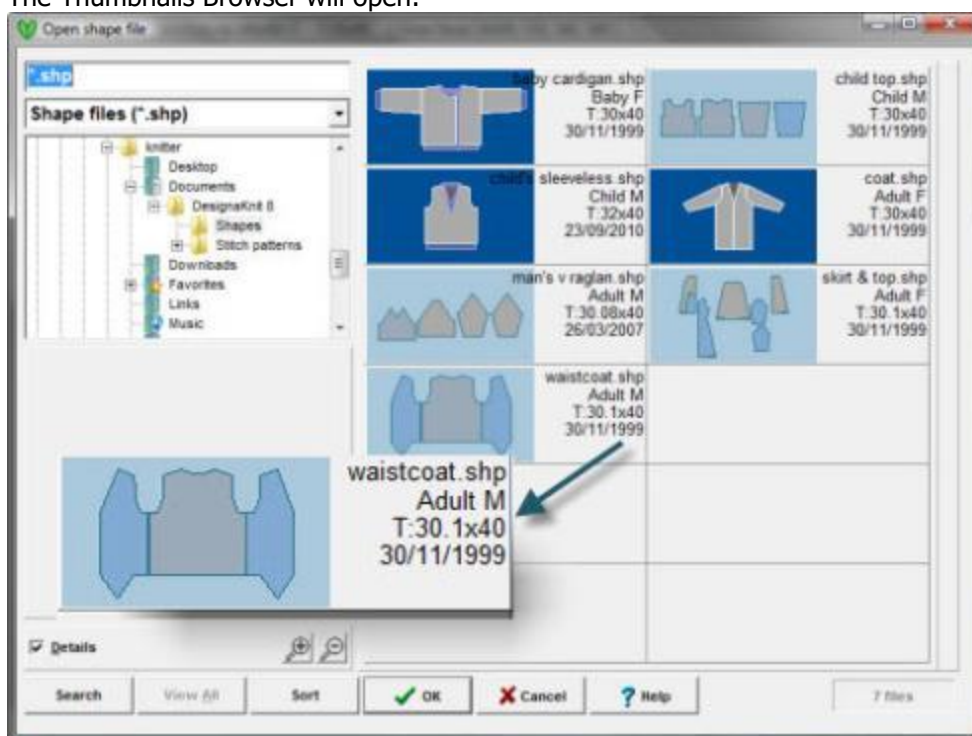 The Thumbnails Browser will open:
Open shape file
*.shp
Shape files (*.shp)
knitter
Desktop
Documents
DesignaKnit 8
Shapes
Stitch patterns
Downloads
Favorites
Links
Music
baby cardigan.shp
Baby F
T:30x40
30/11/1999
child top.shp
Child M
T:30x40
30/11/1999
child's sleeveless.shp
Child M
T:32x40
23/09/2010
coat.shp
Adult F
T:30x40
30/11/1999
man's v raglan.shp
Adult M
T:30.08x40
26/03/2007
skirt & top.shp
Adult F
T:30.1x40
30/11/1999
waistcoat.shp
Adult M
T:30.1x40
30/11/1999
waistcoat.shp
Adult M
T:30.1x40
30/11/1999
Details
Search
View All
Sort
OK
Cancel
? Help
7 files